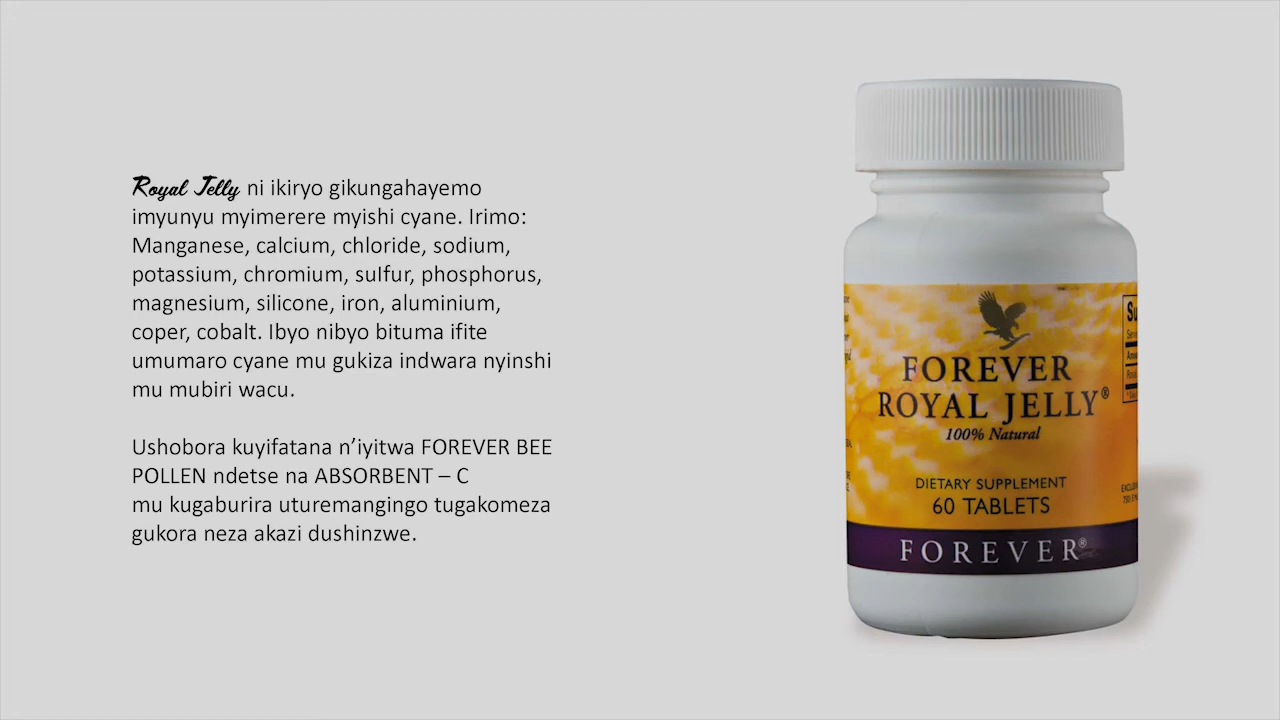 Royal Jelly ni ikiryo gikungahayemo
imyunyu myimerere myishi cyane. Irimo:
Manganese, calcium, chloride, sodium,
potassium, chromium, sulfur, phosphorus,
magnesium, silicone, iron, aluminium,
coper, cobalt. Ibyo nibyo bituma ifite
umumaro cyane mu gukiza indwara nyinshi
mu mubiri wacu.
Ushobora kuyifatana n’iyitwa FOREVER BEE
POLLEN ndetse na ABSORBENT – C
mu kugaburira uturemangingo tugakomeza
gukora neza akazi dushinzwe.
FOREVER
ROYAL JELLY®
100% Natural
DIETARY SUPPLEMENT
60 TABLETS
FOREVER®